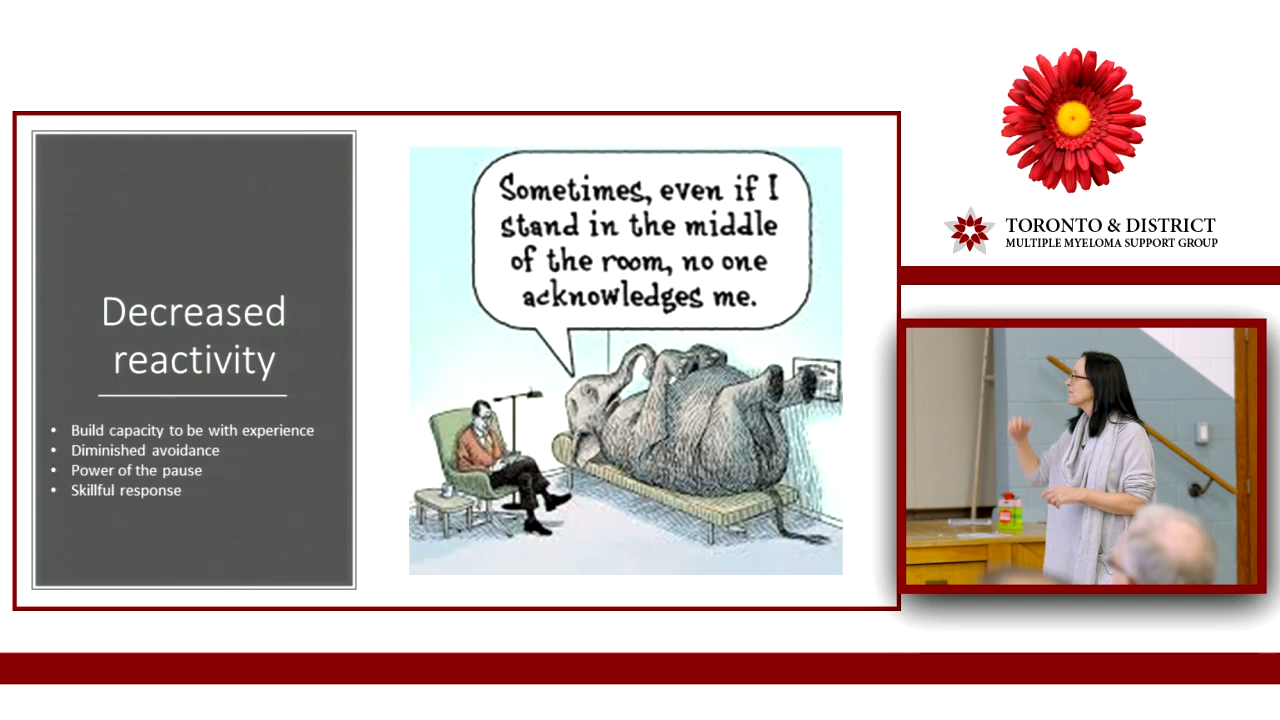 Decreased
reactivity
• Build capacity to be with experience
• Diminished avoidance
• Power of the pause
• Skillful response
Sometimes, even if I
stand in the middle
of the room, no one
acknowledges me.
TORONTO & DISTRICT
MULTIPLE MYELOMA SUPPORT GROUP